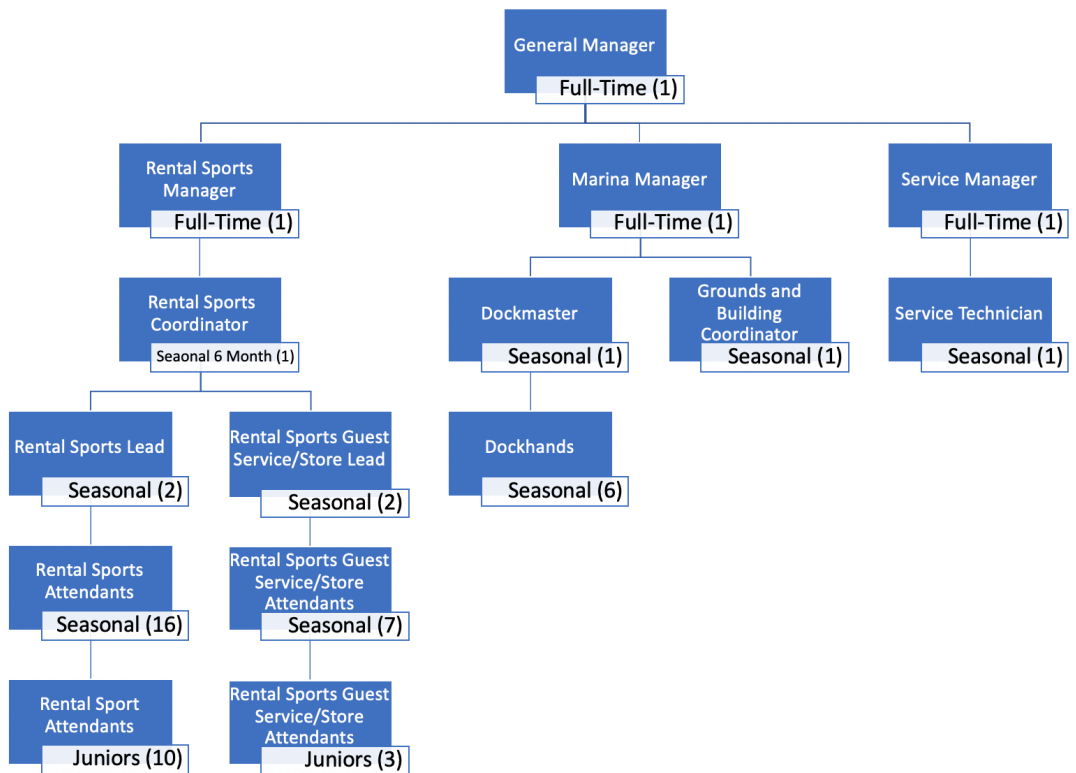 General Manager
Full-Time (1)
Rental Sports
Manager
Full-Time (1)
Marina Manager
Full-Time (1)
Service Manager
Full-Time (1)
Rental Sports
Coordinator
Seaonal 6 Month (1)
Dockmaster
Seasonal (1)
Grounds and
Building
Coordinator
Seasonal (1)
Service Technician
Seasonal (1)
Rental Sports Lead
Seasonal (2)
Rental Sports Guest
Service/Store Lead
Seasonal (2)
Dockhands
Seasonal (6)
Rental Sports
Attendants
Seasonal (16)
Rental Sports Guest
Service/Store
Attendants
Seasonal (7)
Rental Sport
Attendants
Juniors (10)
Rental Sports Guest
Service/Store
Attendants
Juniors (3)